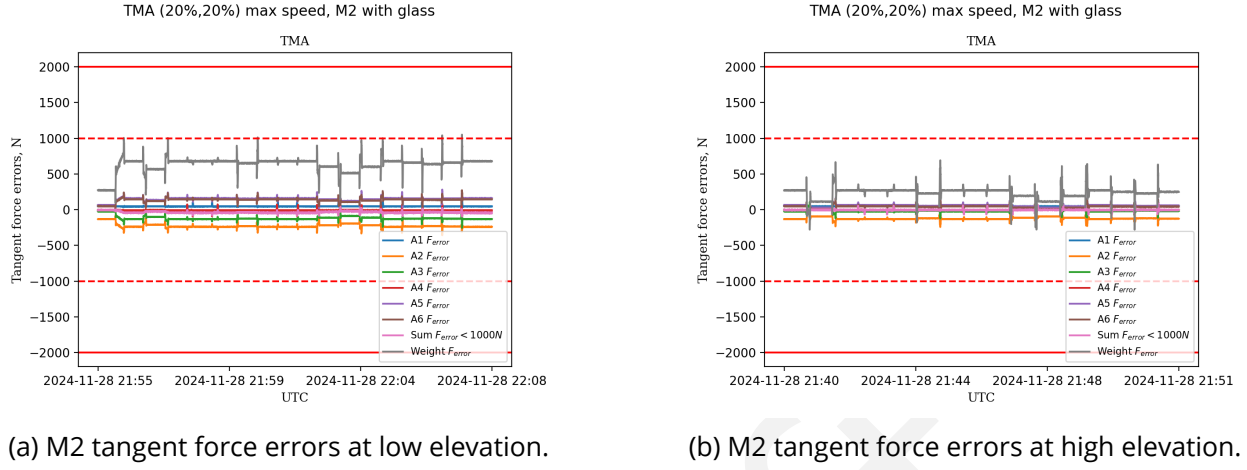 TMA (20%,20%) max speed, M2 with glass
TMA
Tangent force errors, N
2000
1500
1000
500
0
−500
−1000
−1500
−2000
A1 F_error
A2 F_error
A3 F_error
A4 F_error
A5 F_error
A6 F_error
Sum F_error < 1000N
Weight F_error
2024-11-28 21:55 2024-11-28 21:59 2024-11-28 22:04 2024-11-28 22:08
UTC
(a) M2 tangent force errors at low elevation.
TMA (20%,20%) max speed, M2 with glass
TMA
Tangent force errors, N
2000
1500
1000
500
0
−500
−1000
−1500
−2000
A1 F_error
A2 F_error
A3 F_error
A4 F_error
A5 F_error
A6 F_error
Sum F_error < 1000N
Weight F_error
2024-11-28 21:40 2024-11-28 21:44 2024-11-28 21:48 2024-11-28 21:51
UTC
(b) M2 tangent force errors at high elevation.